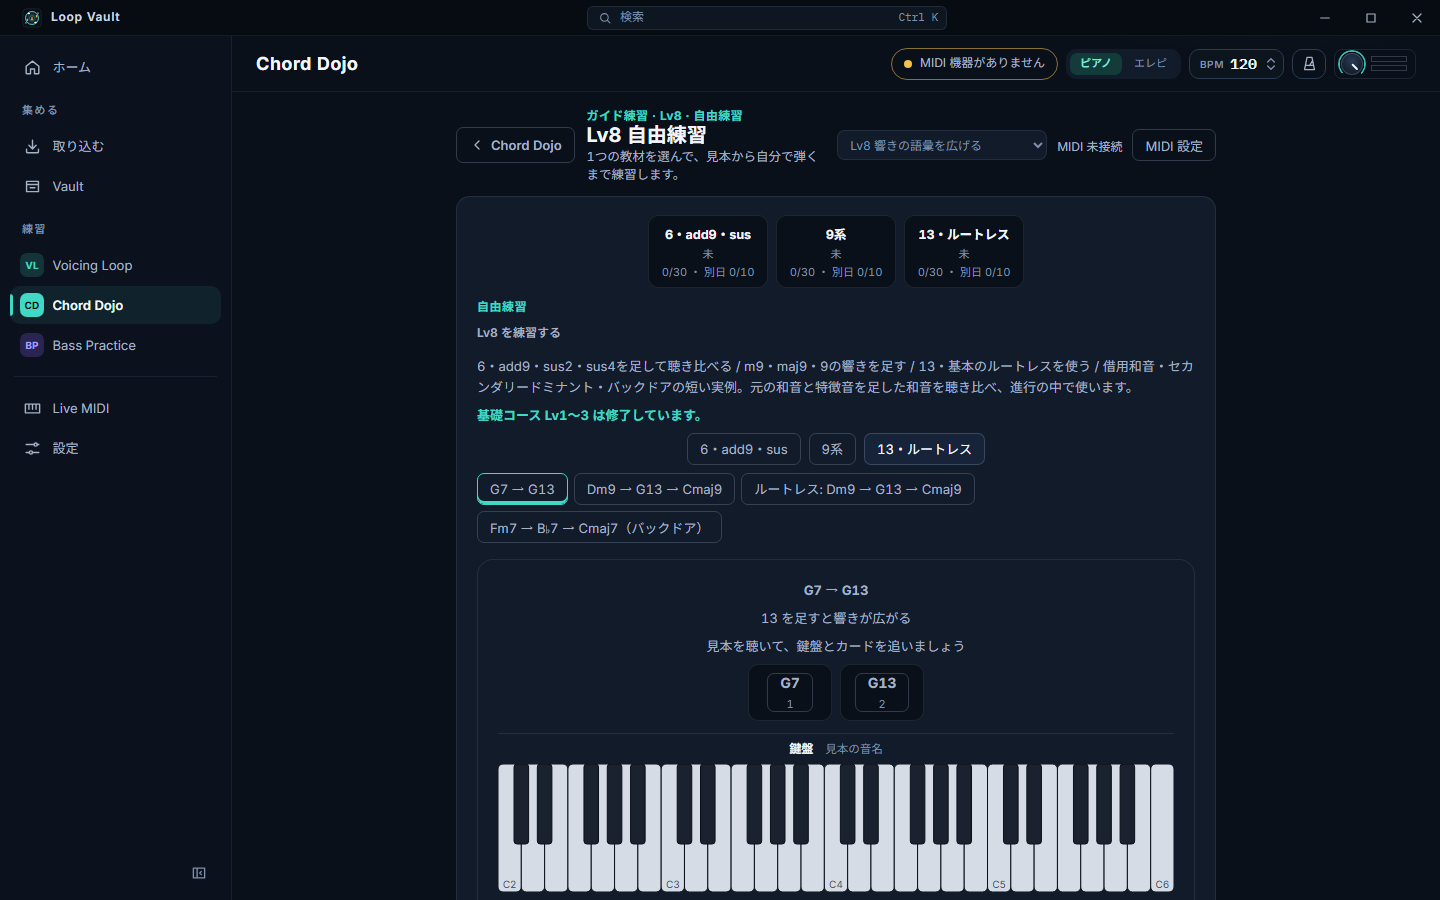 Loop Vault
検索
Ctrl K
ホーム
集める
取り込む
Vault
練習
VL Voicing Loop
CD Chord Dojo
BP Bass Practice
Live MIDI
設定
Chord Dojo
MIDI 機器がありません
ピアノ
エレピ
BPM 120
Chord Dojo
ガイド練習 · Lv8 · 自由練習
Lv8 自由練習
1つの教材を選んで、見本から自分で弾く
まで練習します。
Lv8 響きの語彙を広げる
MIDI 未接続
MIDI 設定
6・add9・sus
未
0/30 ・ 別日 0/10
9系
未
0/30 ・ 別日 0/10
13・ルートレス
未
0/30 ・ 別日 0/10
自由練習
Lv8 を練習する
6・add9・sus2・sus4を足して聴き比べる / m9・maj9・9の響きを足す / 13・基本のルートレスを使う / 借用和音・セカ
ンダリードミナント・バックドアの短い実例。元の和音と特徴音を足した和音を聴き比べ、進行の中で使います。
基礎コース Lv1〜3 は修了しています。
6・add9・sus
9系
13・ルートレス
G7 → G13
Dm9 → G13 → Cmaj9
ルートレス: Dm9 → G13 → Cmaj9
Fm7 → B♭7 → Cmaj7（バックドア）
G7 → G13
13 を足すと響きが広がる
見本を聴いて、鍵盤とカードを追いましょう
G7
1
G13
2
鍵盤 見本の音名
C2
C3
C4
C5
C6